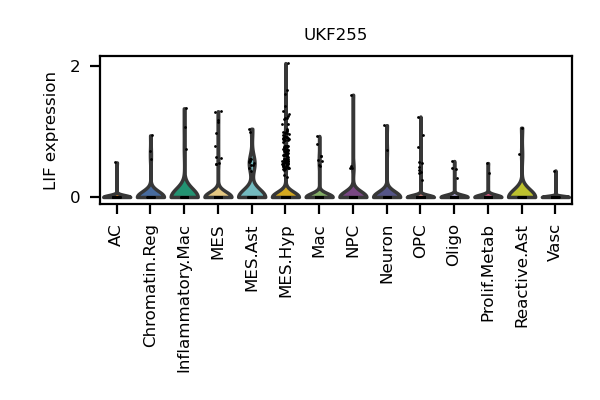 UKF255
LIF expression
2
0
AC
Chromatin.Reg
Inflammatory.Mac
MES
MES.Ast
MES.Hyp
Mac
NPC
Neuron
OPC
Oligo
Prolif.Metab
Reactive.Ast
Vasc